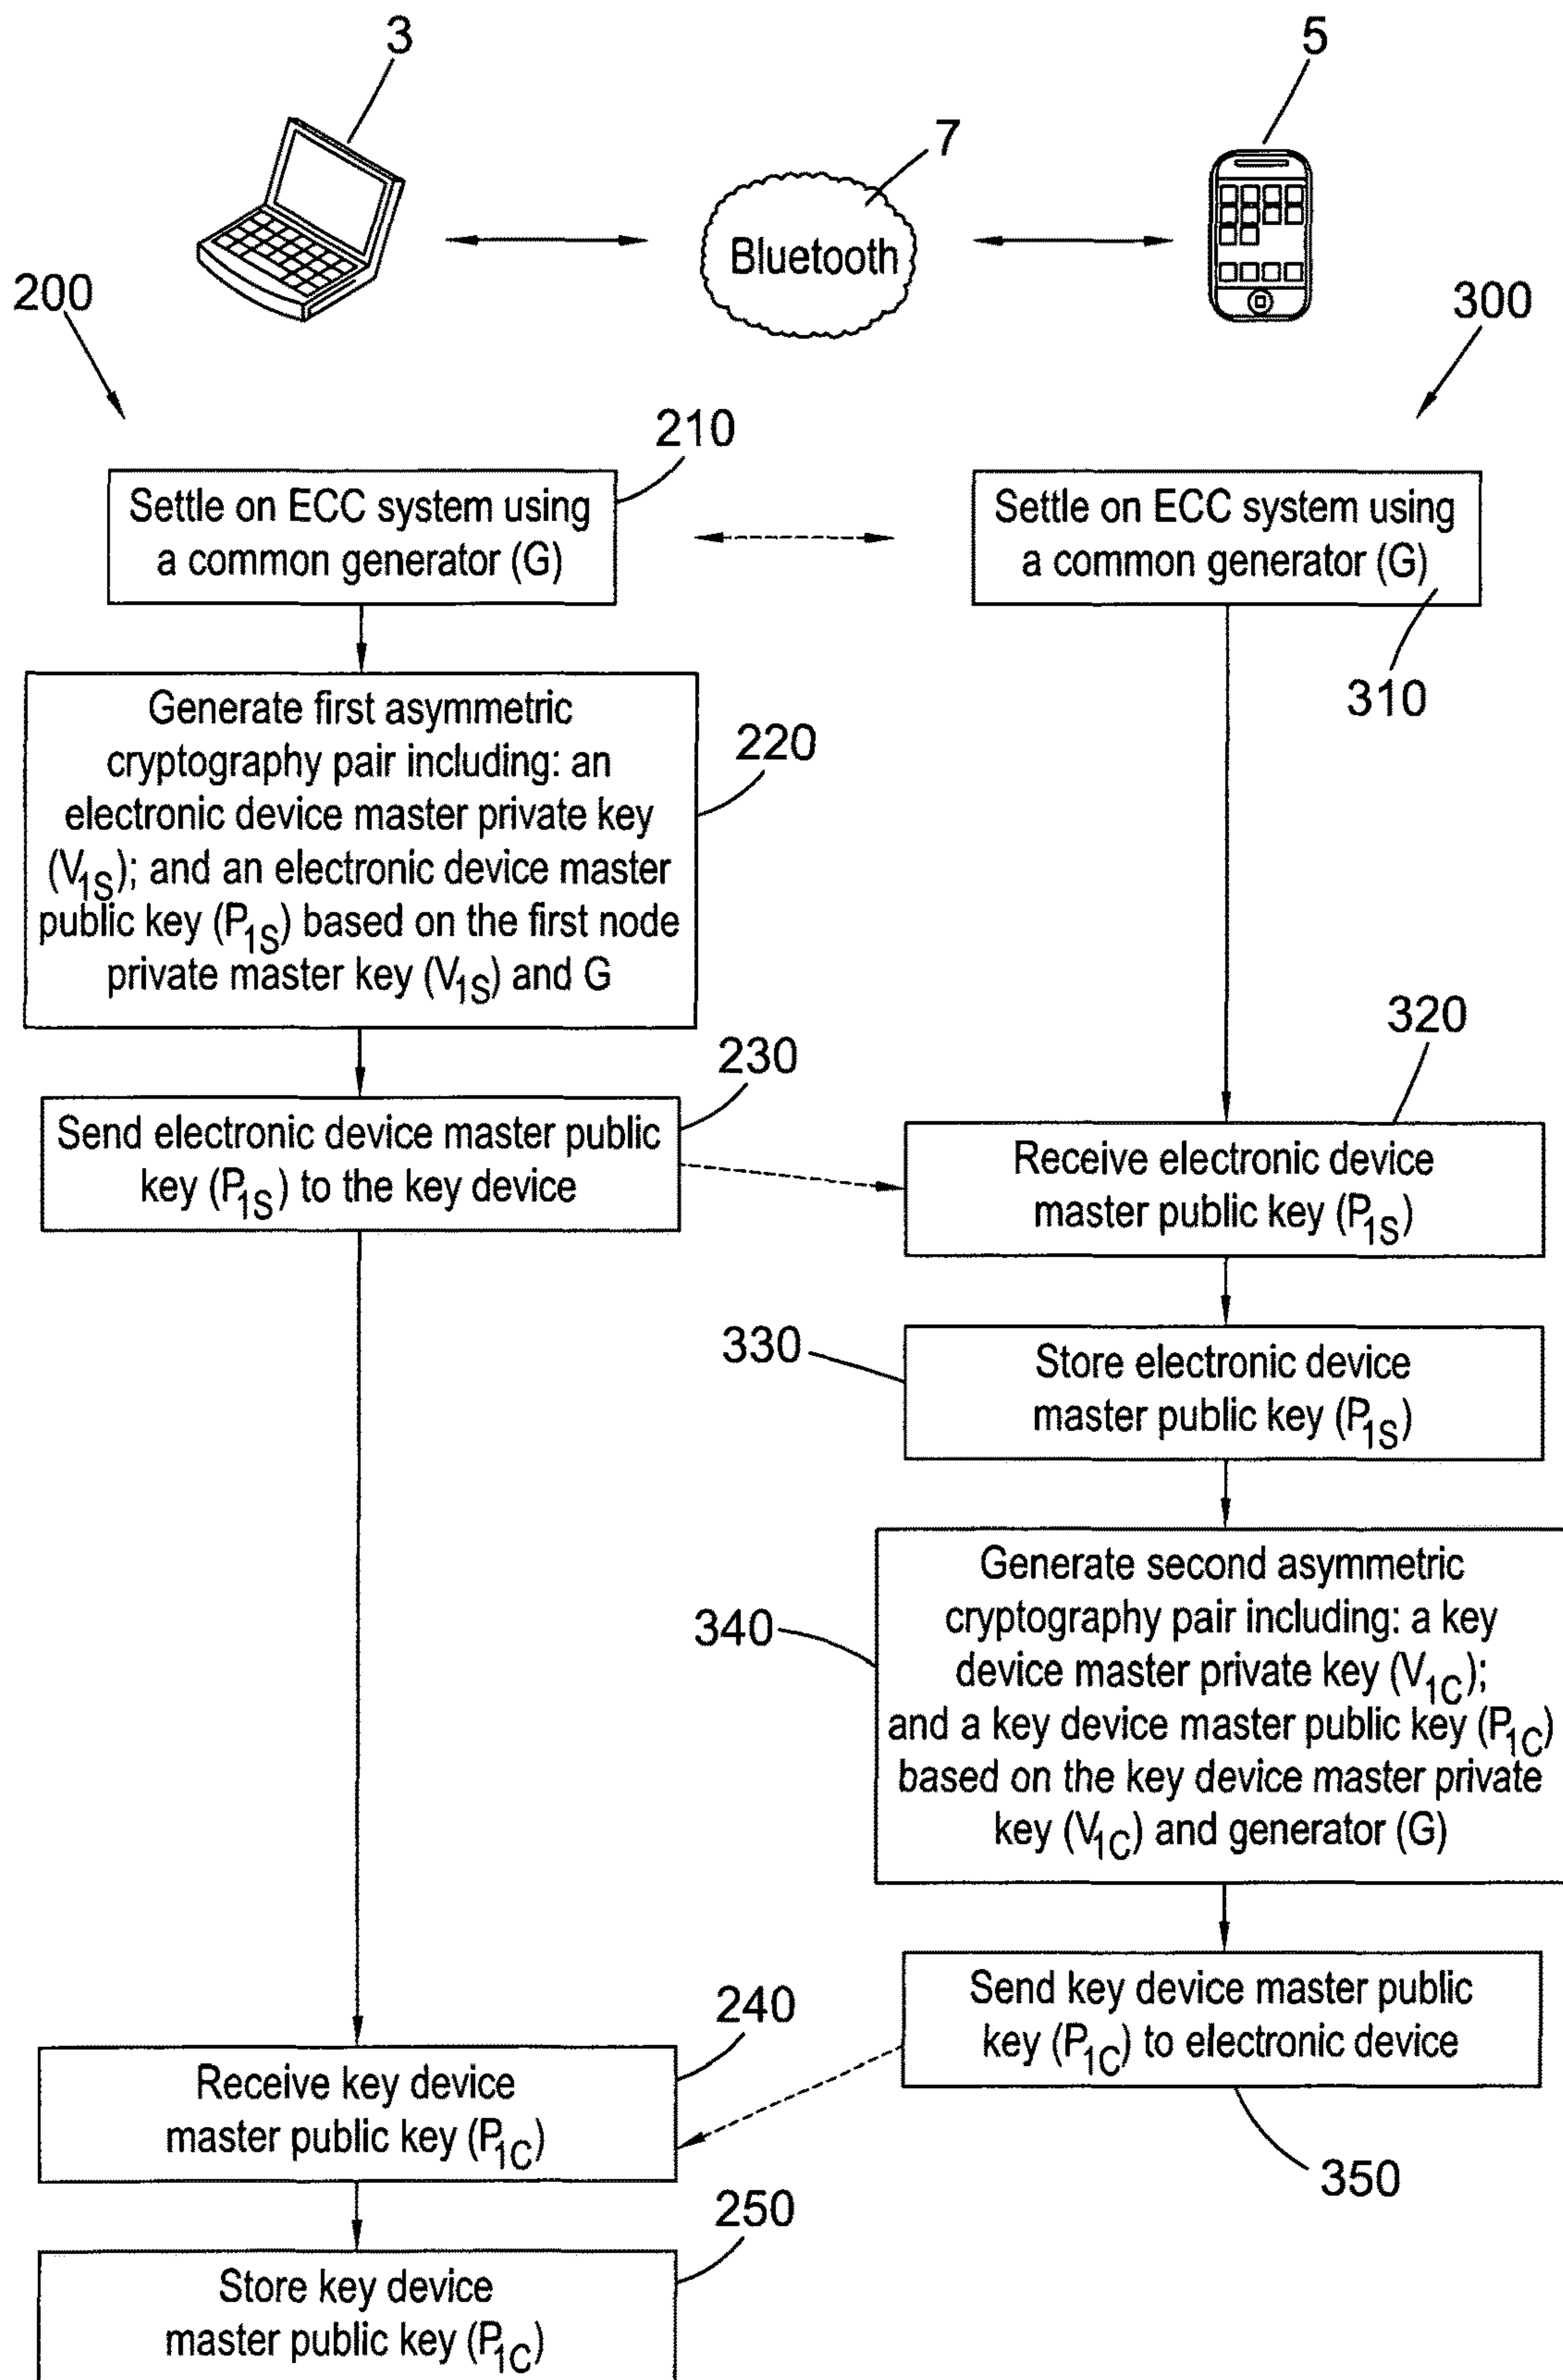 3
5
7
Bluetooth
200
300
210
Settle on ECC system using
a common generator (G)
Settle on ECC system using
a common generator (G)
310
Generate first asymmetric
cryptography pair including: an
electronic device master private key
(V1S); and an electronic device master
public key (P1S) based on the first node
private master key (V1S) and G
220
230
Send electronic device master public
key (P1S) to the key device
320
Receive electronic device
master public key (P1S)
330
Store electronic device
master public key (P1S)
340
Generate second asymmetric
cryptography pair including: a key
device master private key (V1C);
and a key device master public key (P1C)
based on the key device master private
key (V1C) and generator (G)
Send key device master public
key (P1C) to electronic device
350
240
Receive key device
master public key (P1C)
250
Store key device
master public key (P1C)